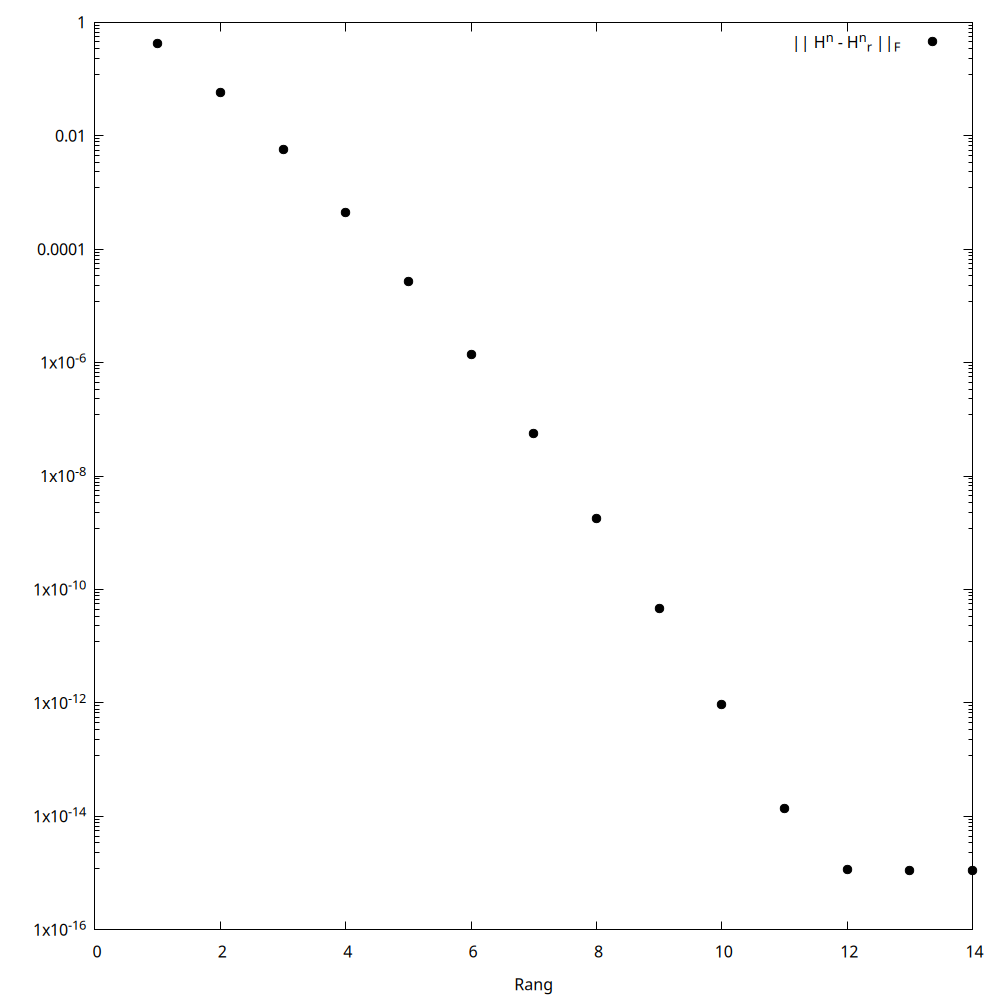 1
|| Hⁿ - Hⁿᵣ ||F
0.01
0.0001
1x10⁻⁶
1x10⁻⁸
1x10⁻¹⁰
1x10⁻¹²
1x10⁻¹⁴
1x10⁻¹⁶
0 2 4 6 8 10 12 14
Rang